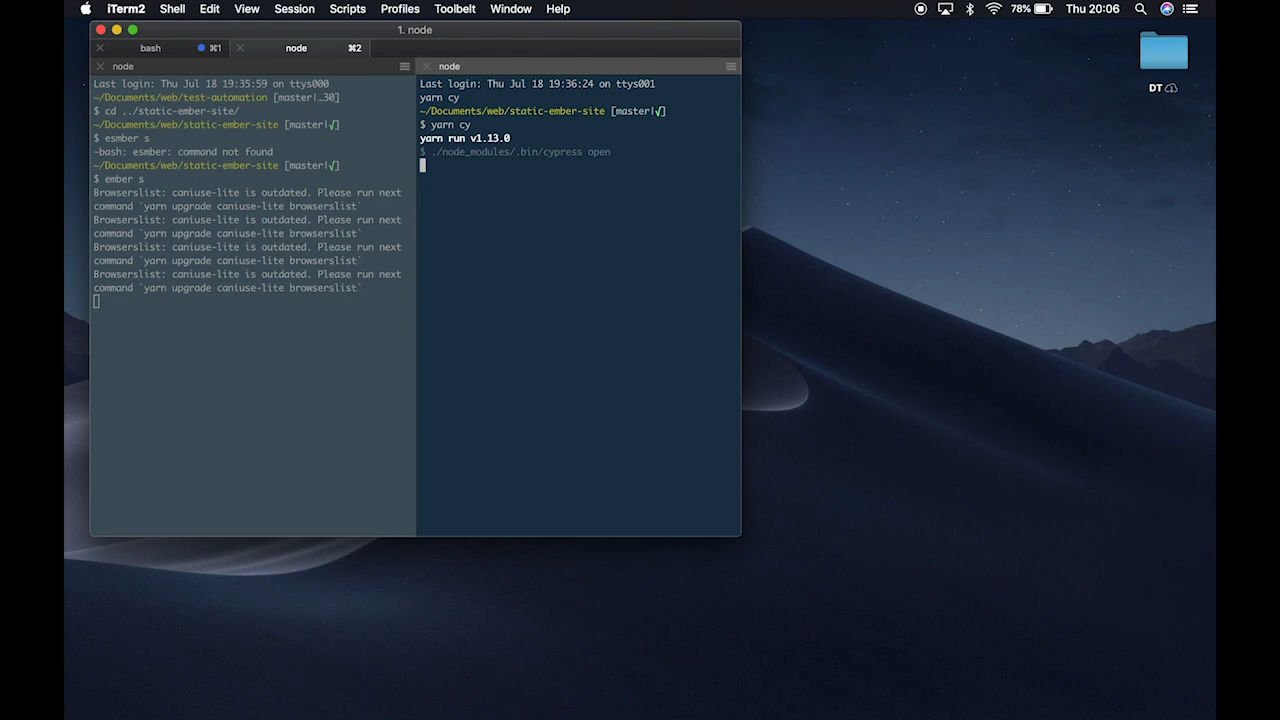 iTerm2 Shell Edit View Session Scripts Profiles Toolbelt Window Help 78% Thu 20:06
1. node
bash ⌘1 node ⌘2
node
Last login: Thu Jul 18 19:35:59 on ttys000
~/Documents/web/test-automation [master|…30]
$ cd ../static-ember-site/
~/Documents/web/static-ember-site [master|✓]
$ esmber s
-bash: esmber: command not found
~/Documents/web/static-ember-site [master|✓]
$ ember s
Browserslist: caniuse-lite is outdated. Please run next
command `yarn upgrade caniuse-lite browserslist`
Browserslist: caniuse-lite is outdated. Please run next
command `yarn upgrade caniuse-lite browserslist`
Browserslist: caniuse-lite is outdated. Please run next
command `yarn upgrade caniuse-lite browserslist`
Browserslist: caniuse-lite is outdated. Please run next
command `yarn upgrade caniuse-lite browserslist`
node
Last login: Thu Jul 18 19:36:24 on ttys001
yarn cy
~/Documents/web/static-ember-site [master|✓]
$ yarn cy
yarn run v1.13.0
$ ./node_modules/.bin/cypress open
DT